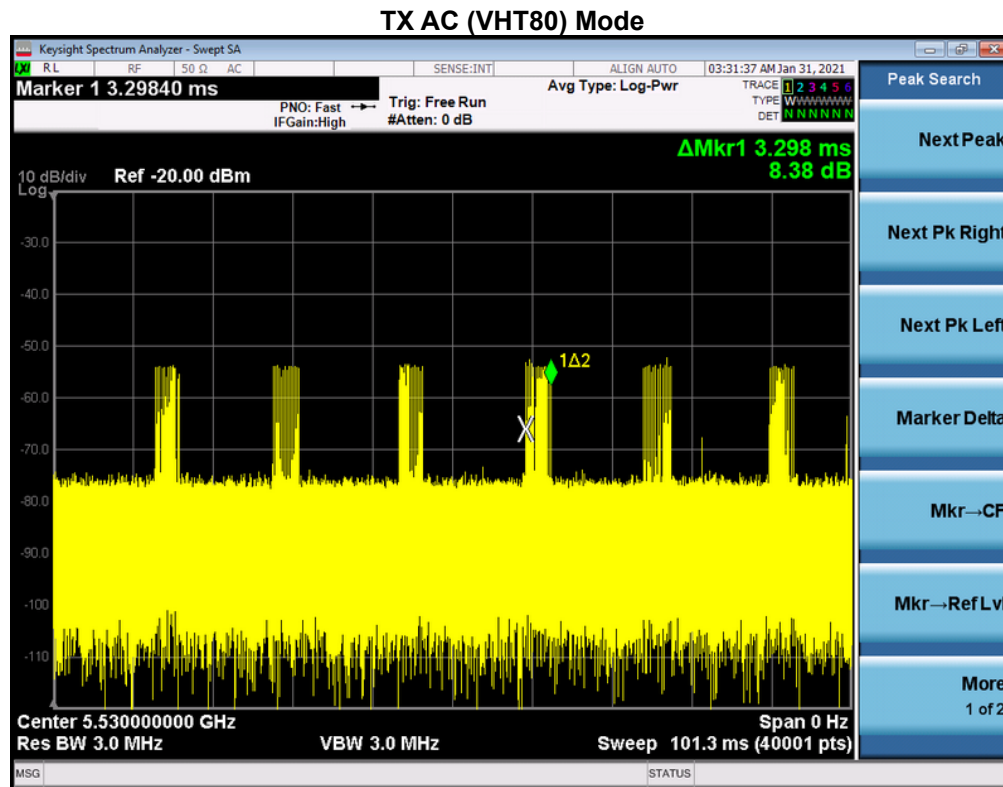 TX AC (VHT80) Mode
Keysight Spectrum Analyzer - Swept SA
LXI RL RF 50 Ω AC SENSE:INT ALIGN AUTO 03:31:37 AM Jan 31, 2021
Marker 1 3.29840 ms
PNO: Fast
IFGain:High
Trig: Free Run
#Atten: 0 dB
Avg Type: Log-Pwr
TRACE 1 2 3 4 5 6
TYPE WWWWWW
DET N N N N N N
ΔMkr1 3.298 ms
8.38 dB
10 dB/div Ref -20.00 dBm
Log
-30.0
-40.0
-50.0
-60.0
-70.0
-80.0
-90.0
-100
-110
1Δ2
X
Center 5.530000000 GHz Span 0 Hz
Res BW 3.0 MHz VBW 3.0 MHz Sweep 101.3 ms (40001 pts)
MSG STATUS
Peak Search
Next Peak
Next Pk Right
Next Pk Left
Marker Delta
Mkr→CF
Mkr→Ref Lvl
More
1 of 2